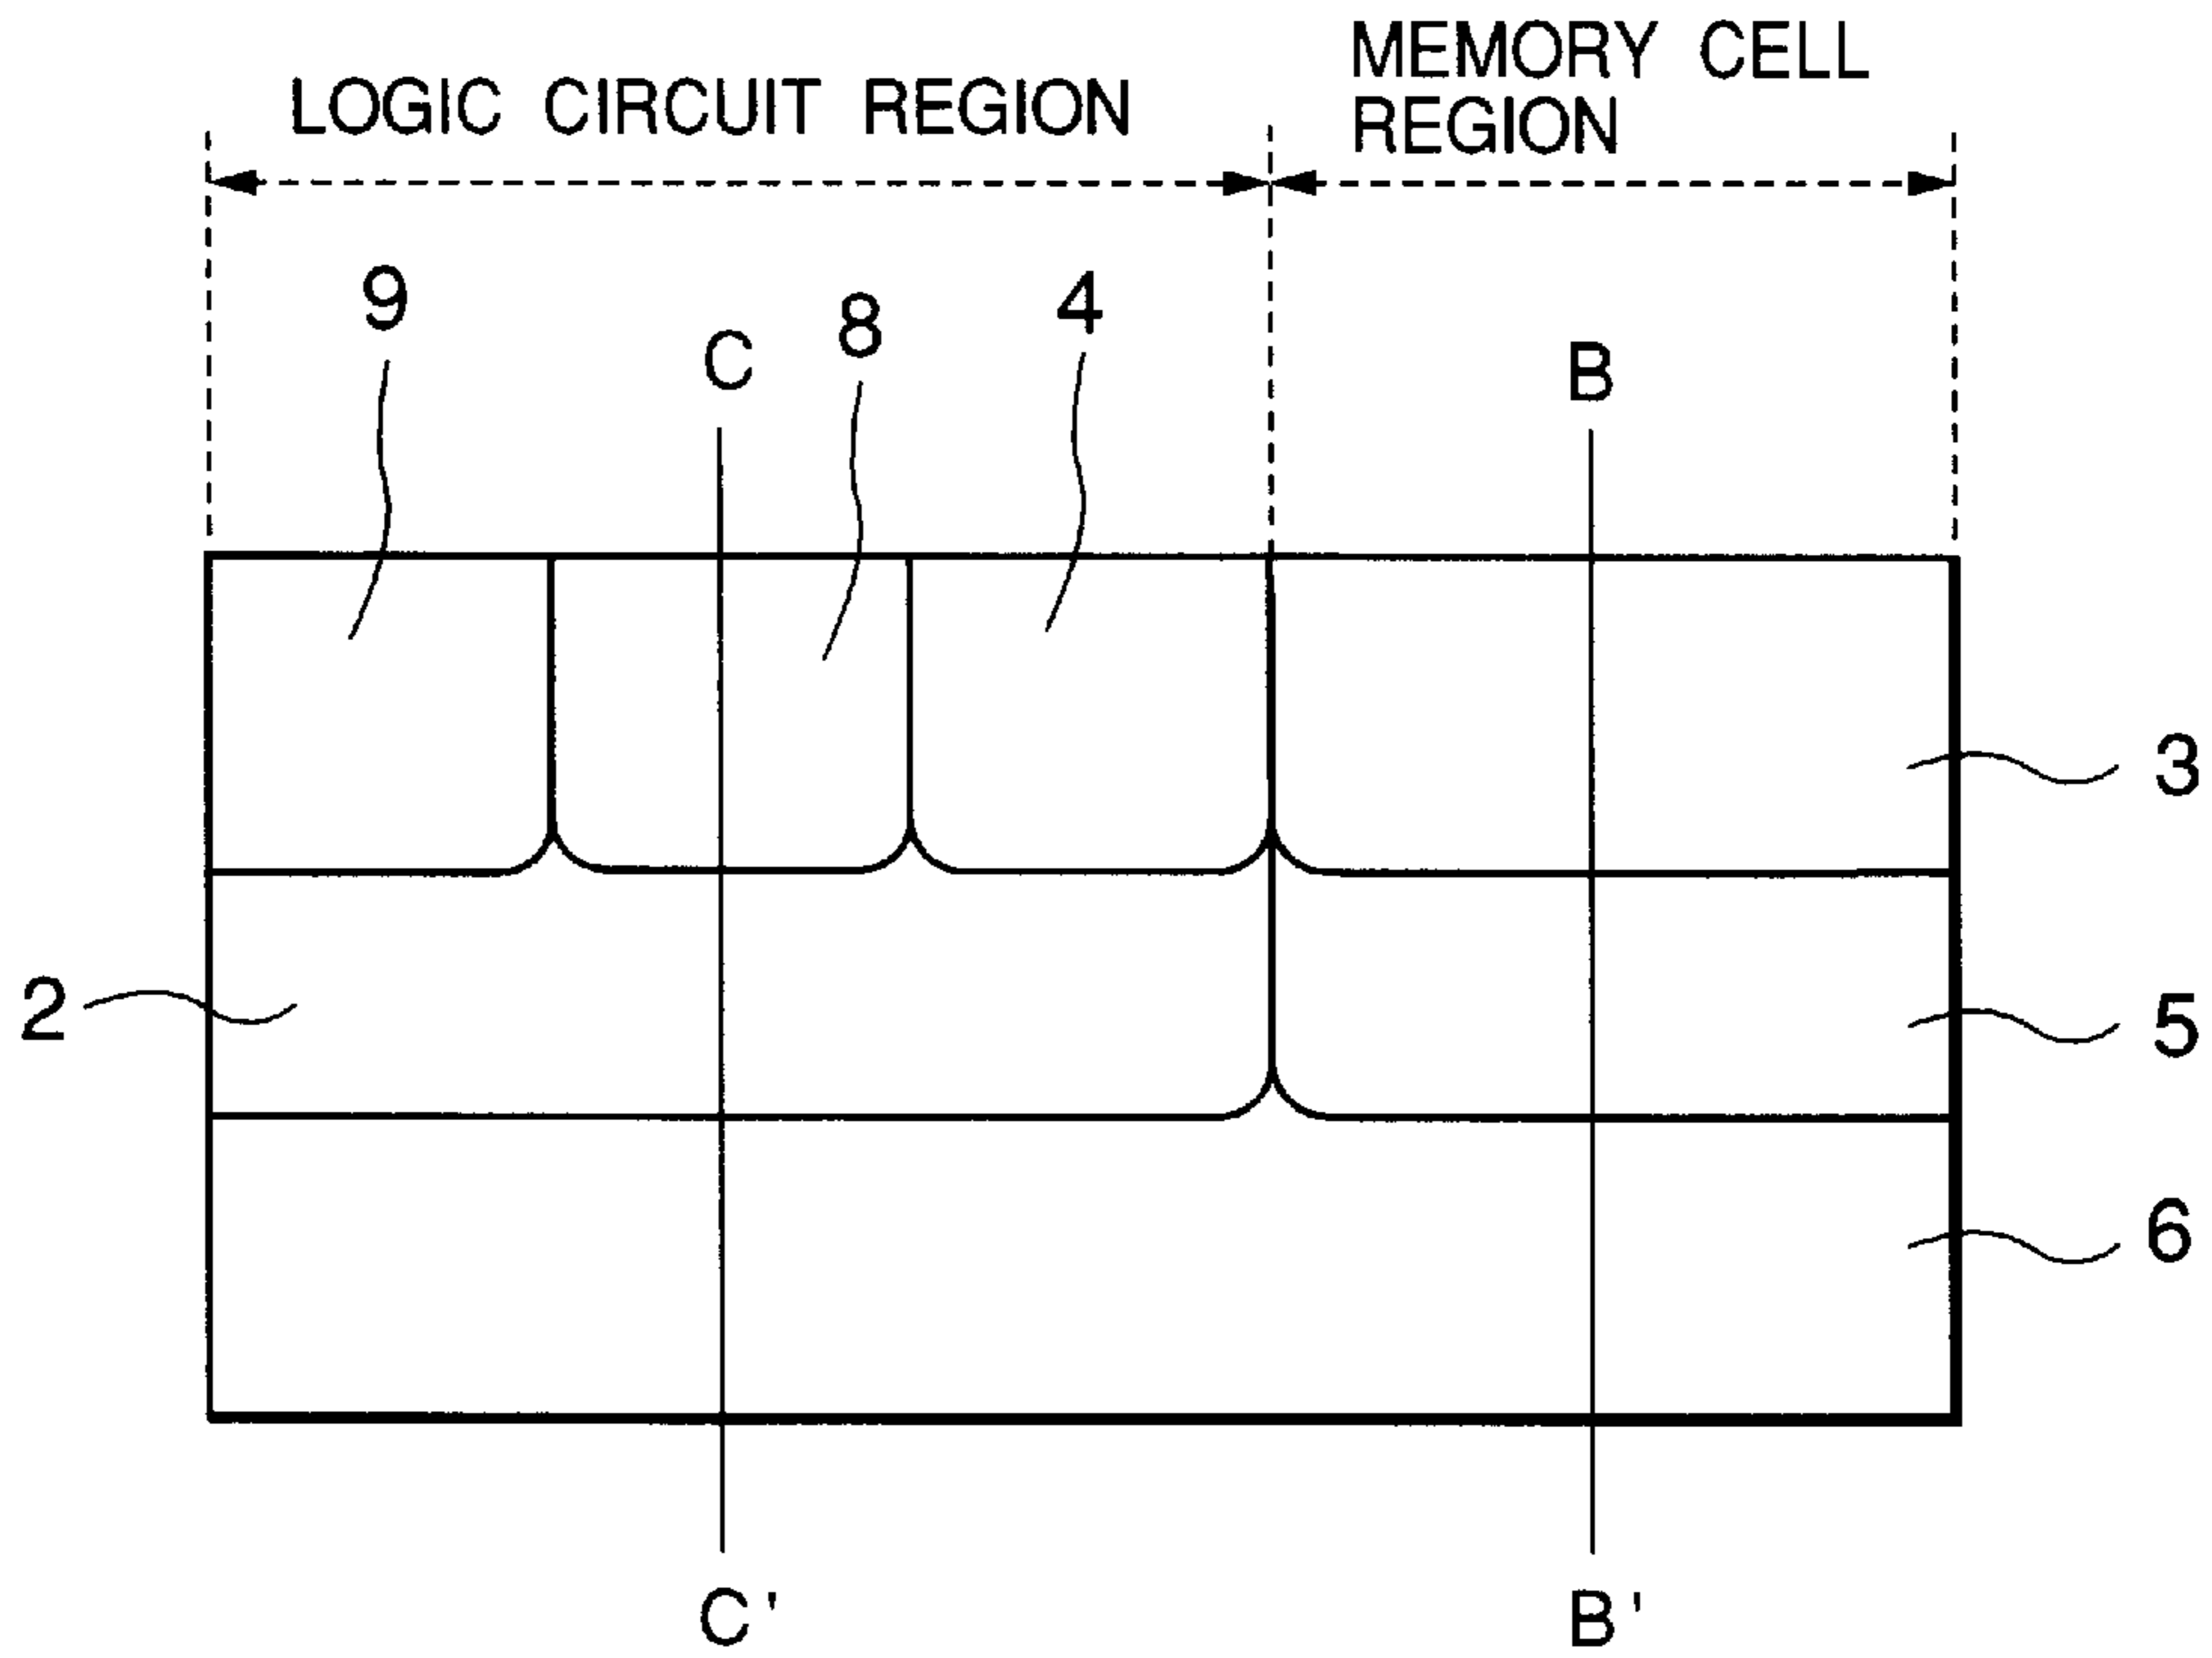 MEMORY CELL
REGION
LOGIC CIRCUIT REGION
9
8
4
C
B
3
2
5
6
C'
B'